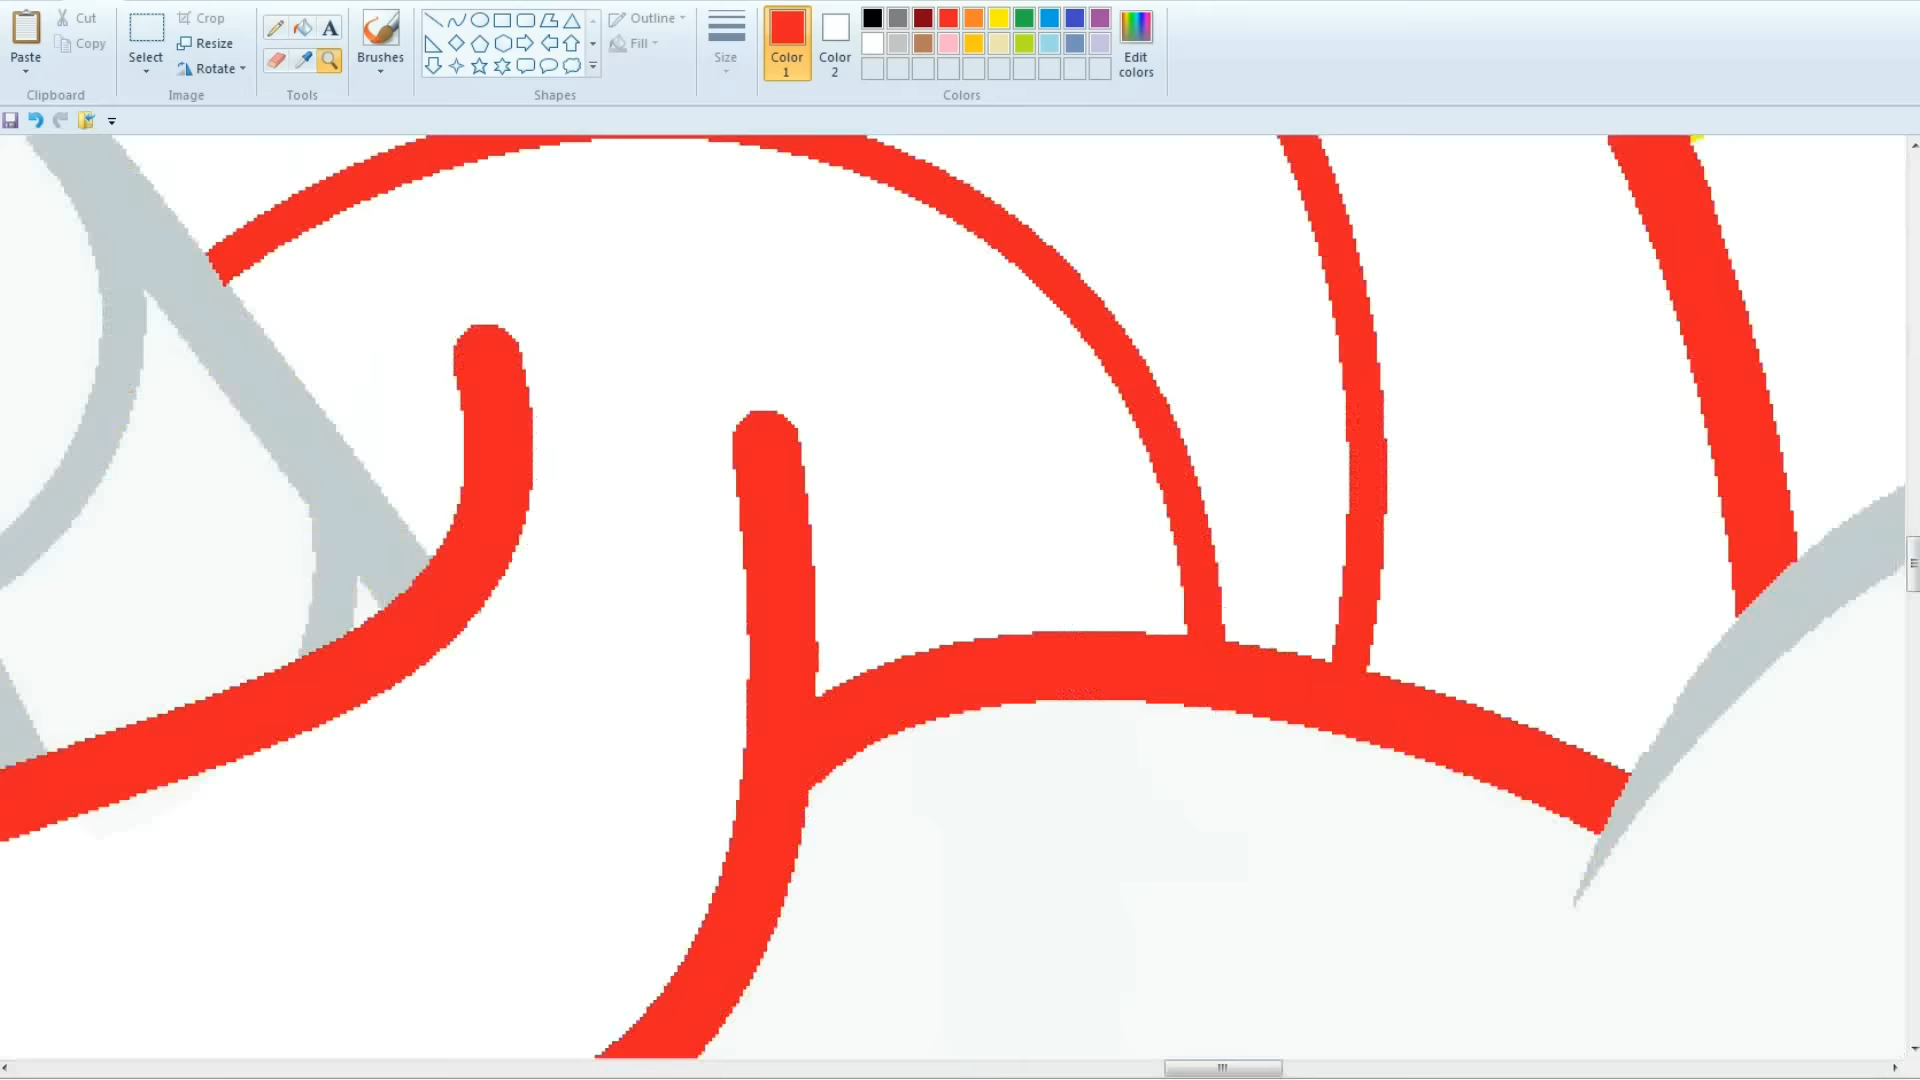 Paste
Cut
Copy
Clipboard
Select
Crop
Resize
Rotate
Image
A
Tools
Brushes
Shapes
Outline
Fill
Size
Color
1
Color
2
Edit
colors
Colors